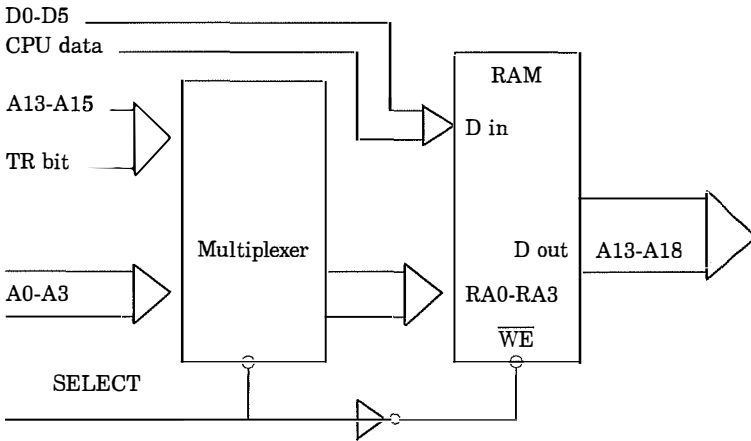 D0-D5
CPU data
RAM
A13-A15
D in
TR bit
Multiplexer
D out
A13-A18
A0-A3
RA0-RA3
WE
SELECT